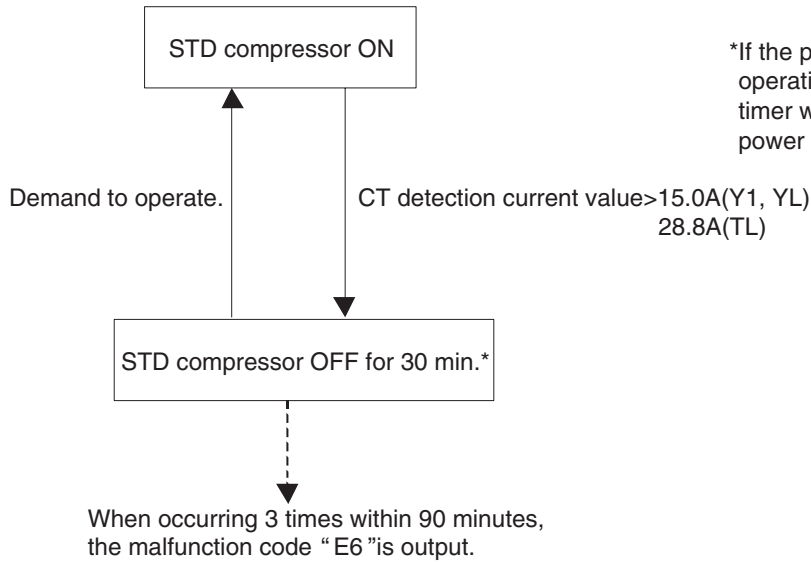 STD compressor ON
*If the
operati
timer
power
Demand to operate.
CT detection current value>15.0A(Y1, YL)
28.8A(TL)
STD compressor OFF for 30 min.*
When occurring 3 times within 90 minutes,
the malfunction code “E6”is output.